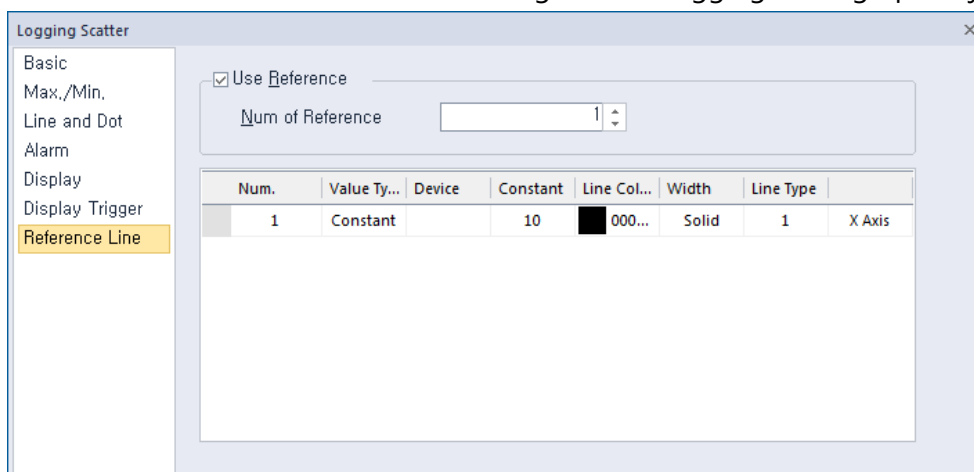 Logging Scatter
Basic
Max,/Min,
Line and Dot
Alarm
Display
Display Trigger
Reference Line
Use Reference
Num of Reference 1
Num. Value Ty... Device Constant Line Col... Width Line Type
1 Constant 10 000... Solid 1 X Axis